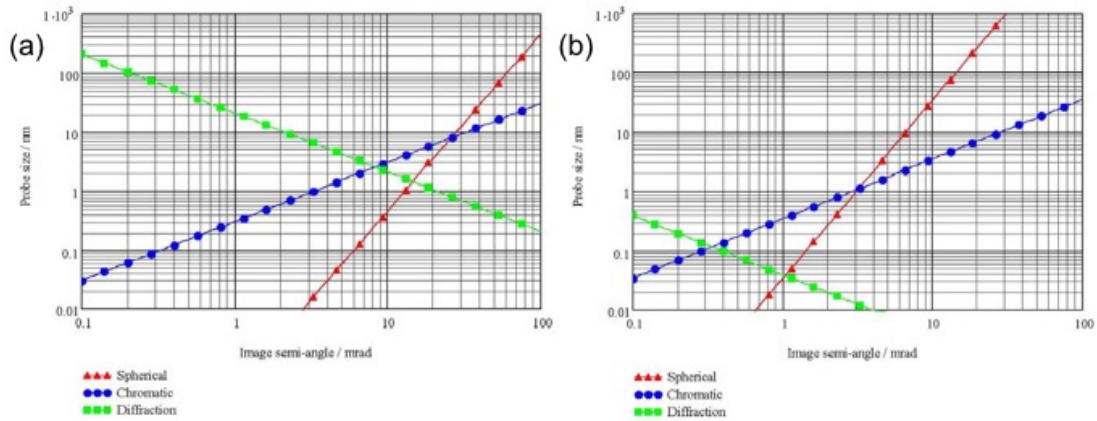 (a)
1·10³
100
10
1
0.1
0.01
Probe size / nm
0.1
1
10
100
Image semi-angle / mrad
Spherical
Chromatic
Diffraction
(b)
1·10³
100
10
1
0.1
0.01
Probe size / nm
0.1
1
10
100
Image semi-angle / mrad
Spherical
Chromatic
Diffraction